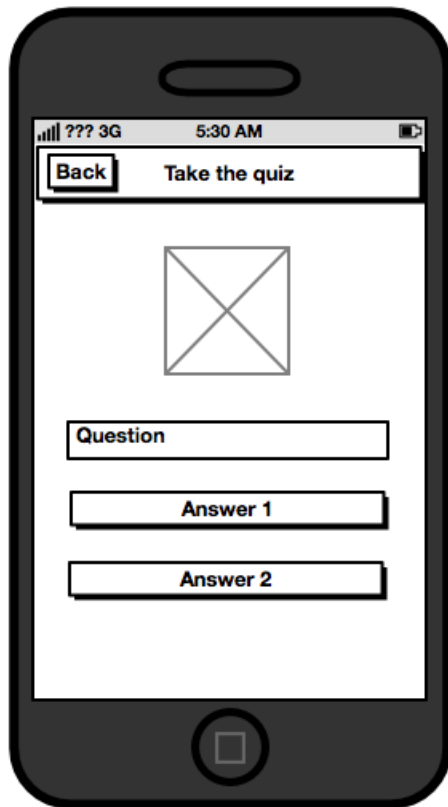 ??? 3G 5:30 AM
Back Take the quiz
Question
Answer 1
Answer 2